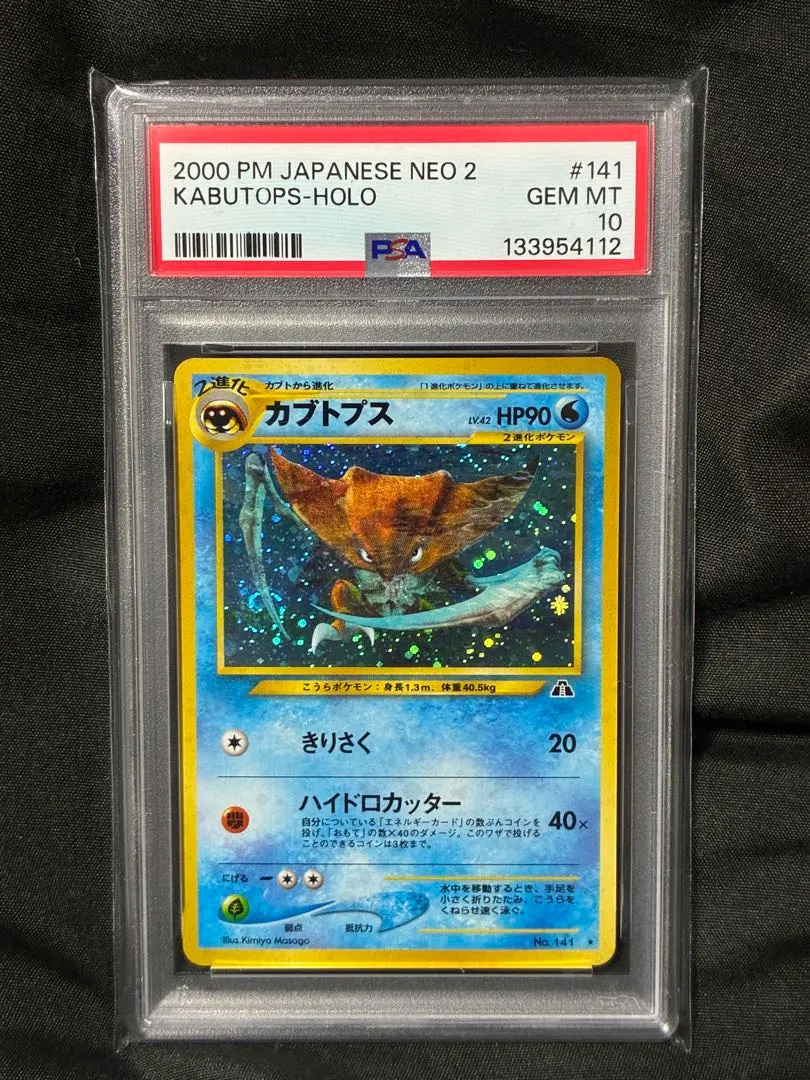 2000 PM JAPANESE NEO 2 #141
KABUTOPS-HOLO GEM MT
10
PSA 133954112
2進化 カブトから進化 「1進化ポケモン」の上に重ねて進化させます。
カブトプス LV.42 HP90
2進化ポケモン
こうらポケモン:身長1.3m、体重40.5kg
きりさく 20
ハイドロカッター
自分についている「エネルギーカード」の数ぶんコインを
投げ、「おもて」の数×40のダメージ。このワザで投げる
ことのできるコインは3枚まで。
40×
にげる
水中を移動するとき、手足を
小さく折りたたみ、こうらを
くねらせ速く泳ぐ。
弱点 抵抗力
Illus.Kimiya Masago No. 141
PSA